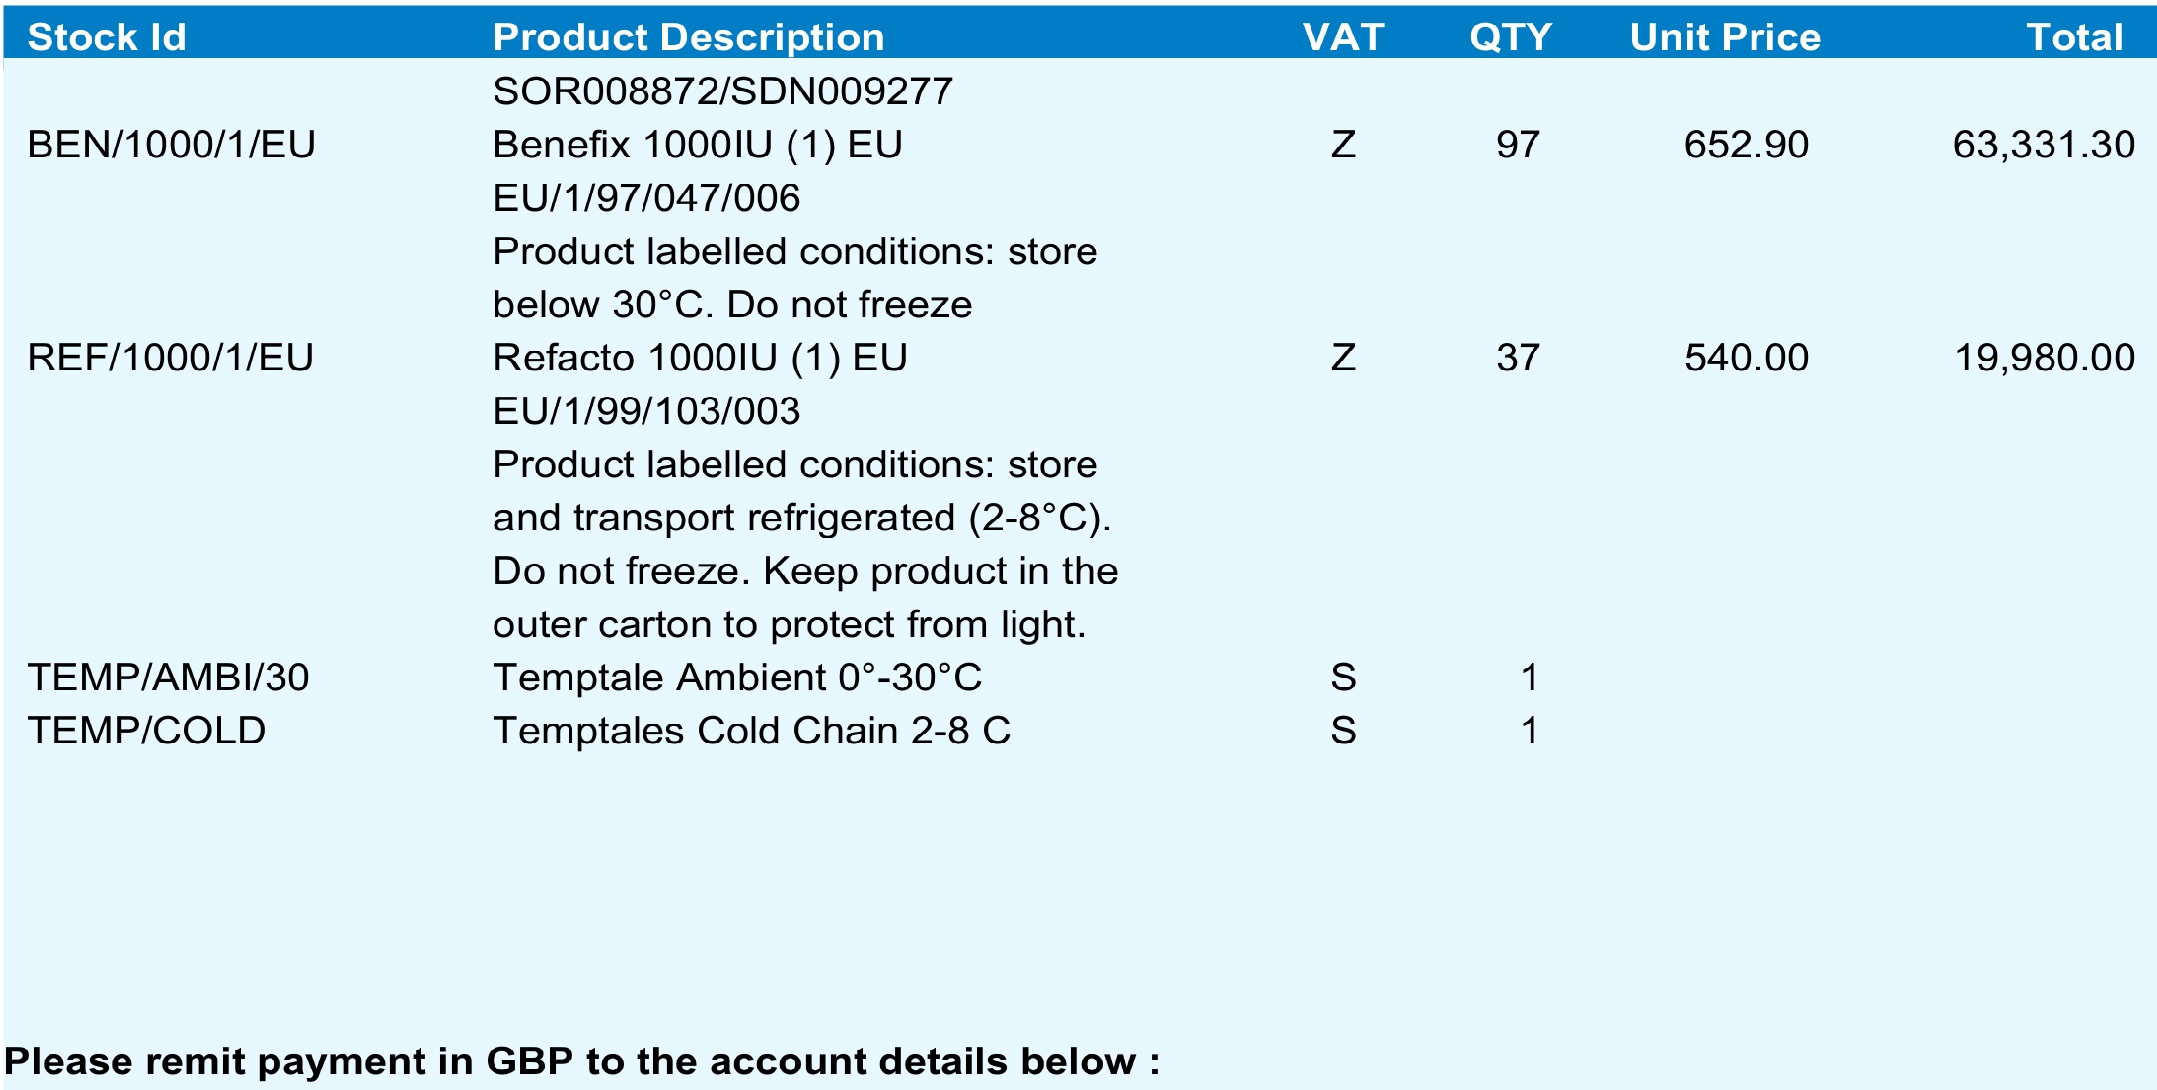 Stock Id Product Description VAT QTY Unit Price Total
SOR008872/SDN009277
BEN/1000/1/EU Benefix 1000IU (1) EU Z 97 652.90 63,331.30
EU/1/97/047/006
Product labelled conditions: store
below 30°C. Do not freeze
REF/1000/1/EU Refacto 1000IU (1) EU Z 37 540.00 19,980.00
EU/1/99/103/003
Product labelled conditions: store
and transport refrigerated (2-8°C).
Do not freeze. Keep product in the
outer carton to protect from light.
TEMP/AMBI/30 Temptale Ambient 0°-30°C S 1
TEMP/COLD Temptales Cold Chain 2-8 C S 1
Please remit payment in GBP to the account details below :